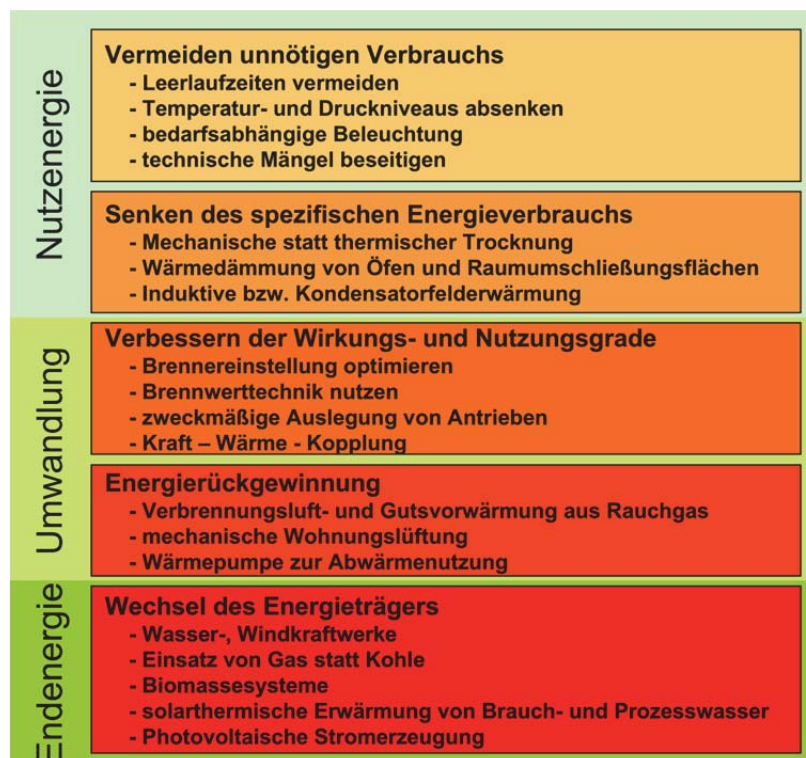 Nutzenergie
Vermeiden unnötigen Verbrauchs
- Leerlaufzeiten vermeiden
- Temperatur- und Druckniveaus absenken
- bedarfsabhängige Beleuchtung
- technische Mängel beseitigen
Senken des spezifischen Energieverbrauchs
- Mechanische statt thermischer Trocknung
- Wärmedämmung von Öfen und Raumumschließungsflächen
- Induktive bzw. Kondensatorfelderwärmung
Umwandlung
Verbessern der Wirkungs- und Nutzungsgrade
- Brennereinstellung optimieren
- Brennwerttechnik nutzen
- zweckmäßige Auslegung von Antrieben
- Kraft – Wärme - Kopplung
Energierückgewinnung
- Verbrennungsluft- und Gutsvorwärmung aus Rauchgas
- mechanische Wohnungslüftung
- Wärmepumpe zur Abwärmenutzung
Endenergie
Wechsel des Energieträgers
- Wasser-, Windkraftwerke
- Einsatz von Gas statt Kohle
- Biomassesysteme
- solarthermische Erwärmung von Brauch- und Prozesswasser
- Photovoltaische Stromerzeugung